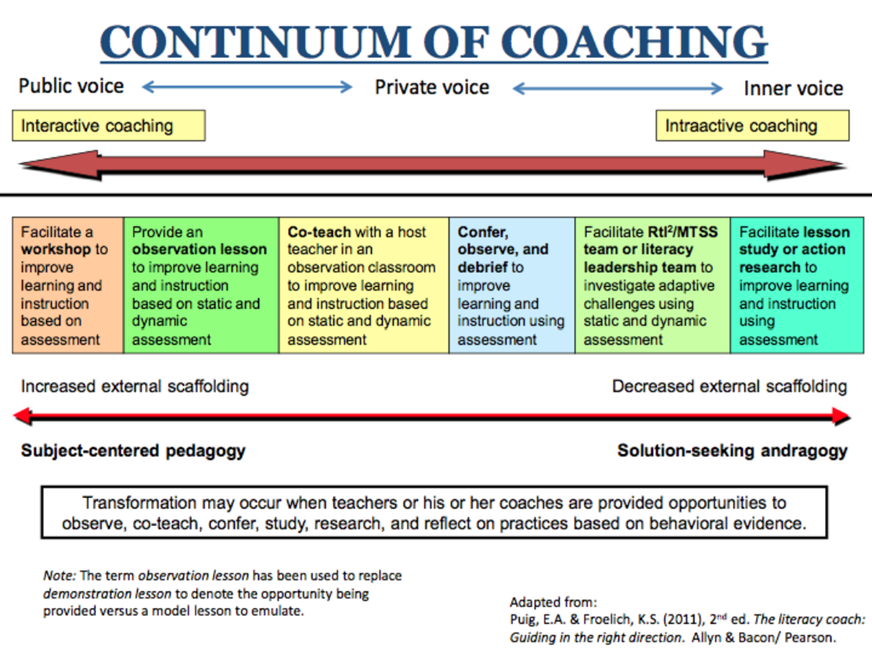 CONTINUUM OF COACHING
Public voice
Private voice
Inner voice
Interactive coaching
Intraactive coaching
Facilitate a
workshop to
improve
learning and
instruction
based on
assessment
Provide an
observation lesson
to improve learning
and instruction
based on static and
dynamic
assessment
Co-teach with a host
teacher in an
observation classroom
to improve learning
and instruction based
on static and dynamic
assessment
Confer,
observe, and
debrief to
improve
learning and
instruction using
assessment
Facilitate RtI²/MTSS
team or literacy
leadership team to
investigate adaptive
challenges using
static and dynamic
assessment
Facilitate lesson
study or action
research to
improve learning
and instruction
using
assessment
Increased external scaffolding
Decreased external scaffolding
Subject-centered pedagogy
Solution-seeking andragogy
Transformation may occur when teachers or his or her coaches are provided opportunities to
observe, co-teach, confer, study, research, and reflect on practices based on behavioral evidence.
Note: The term observation lesson has been used to replace
demonstration lesson to denote the opportunity being
provided versus a model lesson to emulate.
Adapted from:
Puig, E.A. & Froelich, K.S. (2011), 2nd ed. The literacy coach:
Guiding in the right direction. Allyn & Bacon/ Pearson.